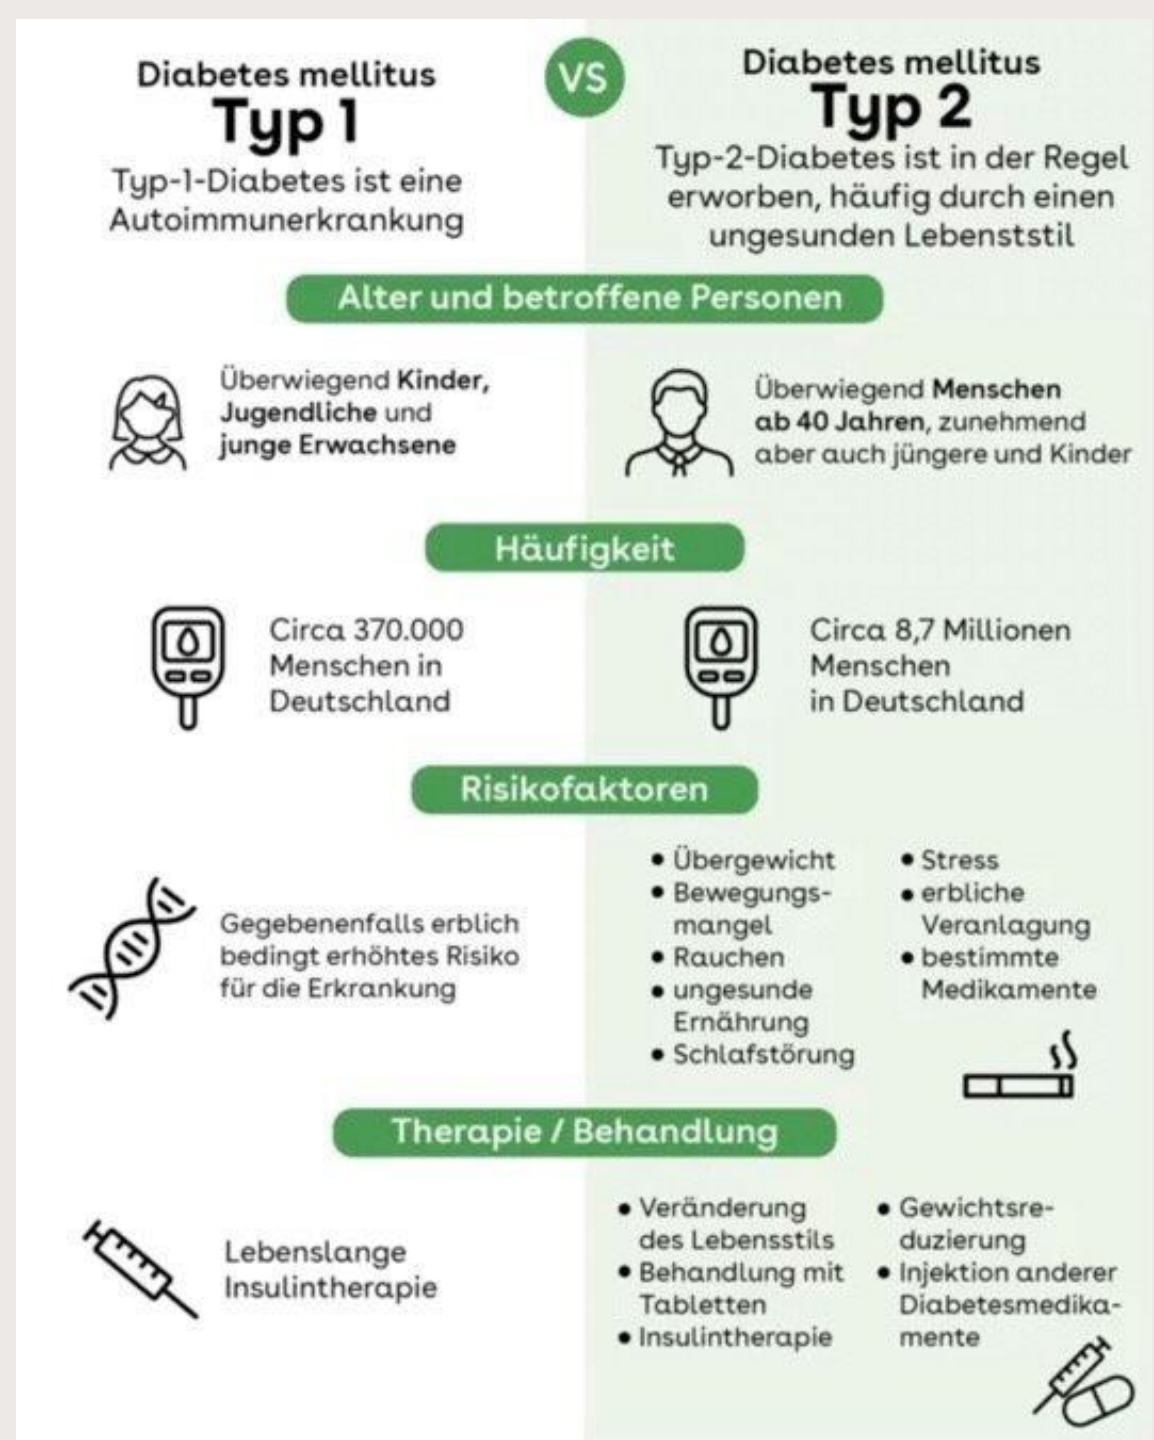 Diabetes mellitus
Typ 1
Typ-1-Diabetes ist eine
Autoimmunerkrankung
VS
Diabetes mellitus
Typ 2
Typ-2-Diabetes ist in der Regel
erworben, häufig durch einen
ungesunden Lebenststil
Alter und betroffene Personen
Überwiegend Kinder,
Jugendliche und
junge Erwachsene
Überwiegend Menschen
ab 40 Jahren, zunehmend
aber auch jüngere und Kinder
Häufigkeit
Circa 370.000
Menschen in
Deutschland
Circa 8,7 Millionen
Menschen
in Deutschland
Risikofaktoren
Gegebenenfalls erblich
bedingt erhöhtes Risiko
für die Erkrankung
• Übergewicht
• Bewegungs-
mangel
• Rauchen
• ungesunde
Ernährung
• Schlafstörung
• Stress
• erbliche
Veranlagung
• bestimmte
Medikamente
Therapie / Behandlung
Lebenslange
Insulintherapie
• Veränderung
des Lebensstils
• Behandlung mit
Tabletten
• Insulintherapie
• Gewichtsre-
duzierung
• Injektion anderer
Diabetesmedika-
mente